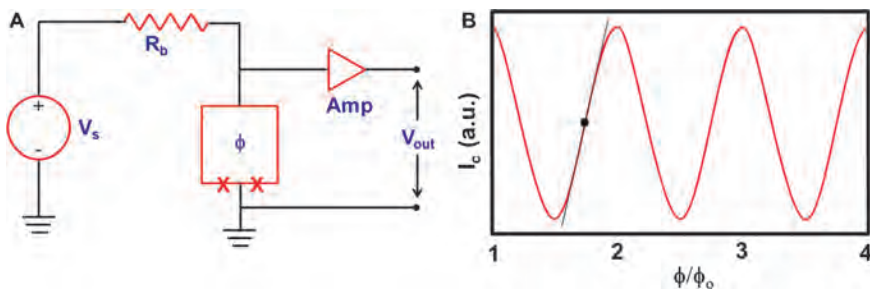 A
R_b
+
V_s
-
Amp
ϕ
X X
V_out
B
I_c (a.u.)
1 2 3 4
ϕ/ϕ_o